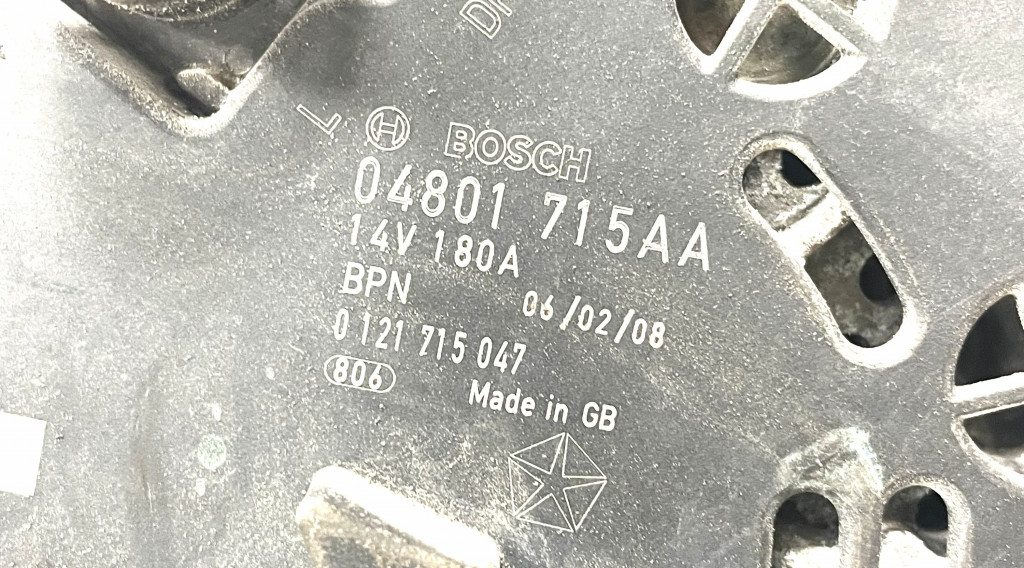 BOSCH
04801 715AA
14V 180A
BPN 06/02/08
0 121 715 047
806 Made in GB
L